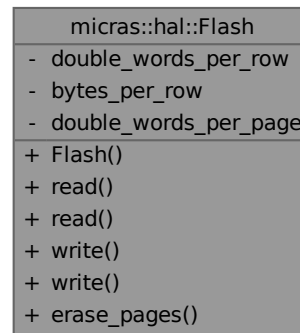 micras::hal::Flash
- double_words_per_row
- bytes_per_row
- double_words_per_page
+ Flash()
+ read()
+ read()
+ write()
+ write()
+ erase_pages()